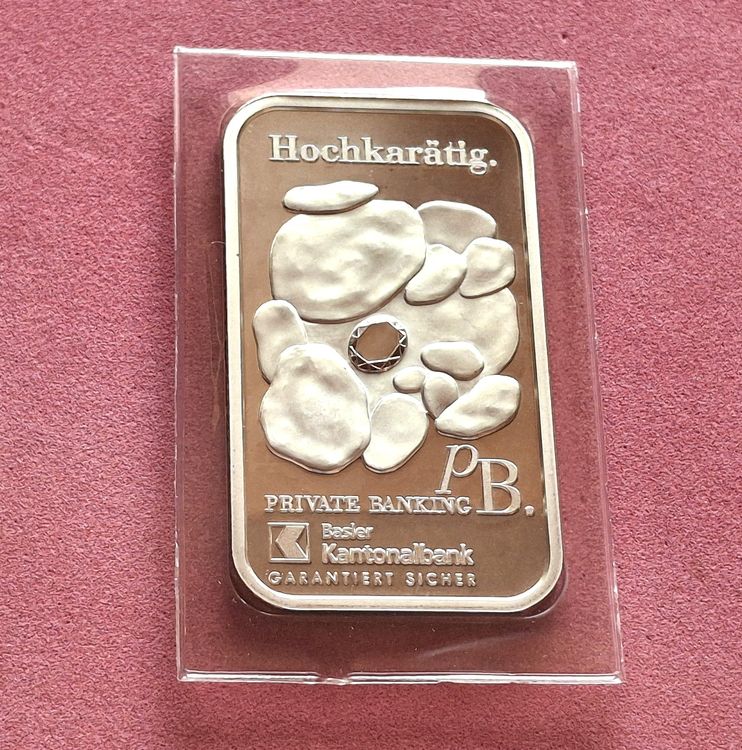 Hochkarätig.
PRIVATE BANKING PB.
Basler
Kantonalbank
GARANTIERT SICHER